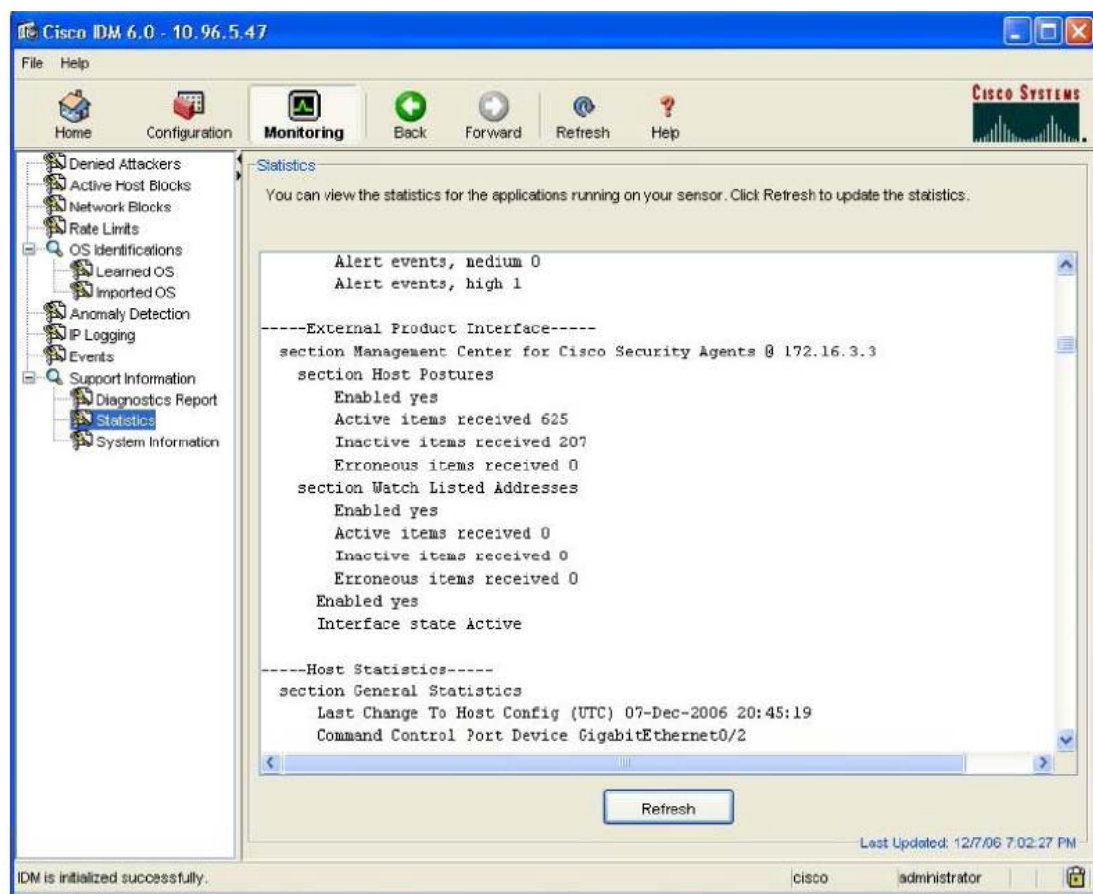 Cisco IDM 6.0 - 10.96.5.47
File Help
Home Configuration Monitoring Back Forward Refresh Help
CISCO SYSTEMS
Denied Attackers
Active Host Blocks
Network Blocks
Rate Limits
OS Identifications
Learned OS
Imported OS
Anomaly Detection
IP Logging
Events
Support Information
Diagnostics Report
Statistics
System Information
Statistics
You can view the statistics for the applications running on your sensor. Click Refresh to update the statistics.
Alert events, medium 0
Alert events, high 1
-----External Product Interface-----
section Management Center for Cisco Security Agents @ 172.16.3.3
section Host Postures
Enabled yes
Active items received 625
Inactive items received 207
Erroneous items received 0
section Watch Listed Addresses
Enabled yes
Active items received 0
Inactive items received 0
Erroneous items received 0
Enabled yes
Interface state Active
-----Host Statistics-----
section General Statistics
Last Change To Host Config (UTC) 07-Dec-2006 20:45:19
Command Control Port Device GigabitEthernet0/2
Refresh
Last Updated: 12/7/06 7:02:27 PM
IDM is initialized successfully.
cisco administrator